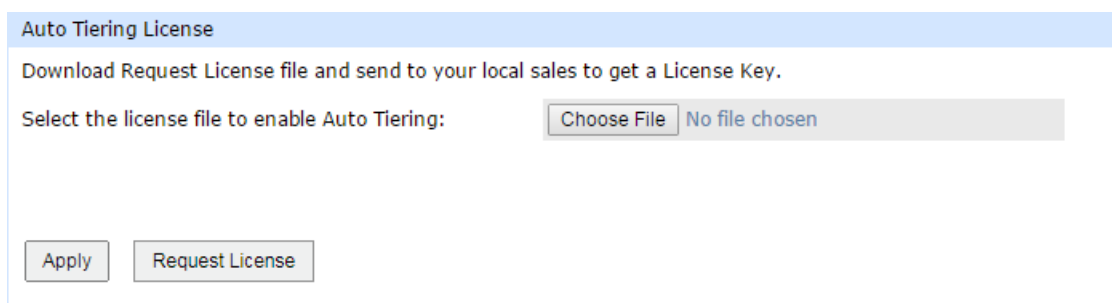 Auto Tiering License
Download Request License file and send to your local sales to get a License Key.
Select the license file to enable Auto Tiering: Choose File No file chosen
Apply Request License